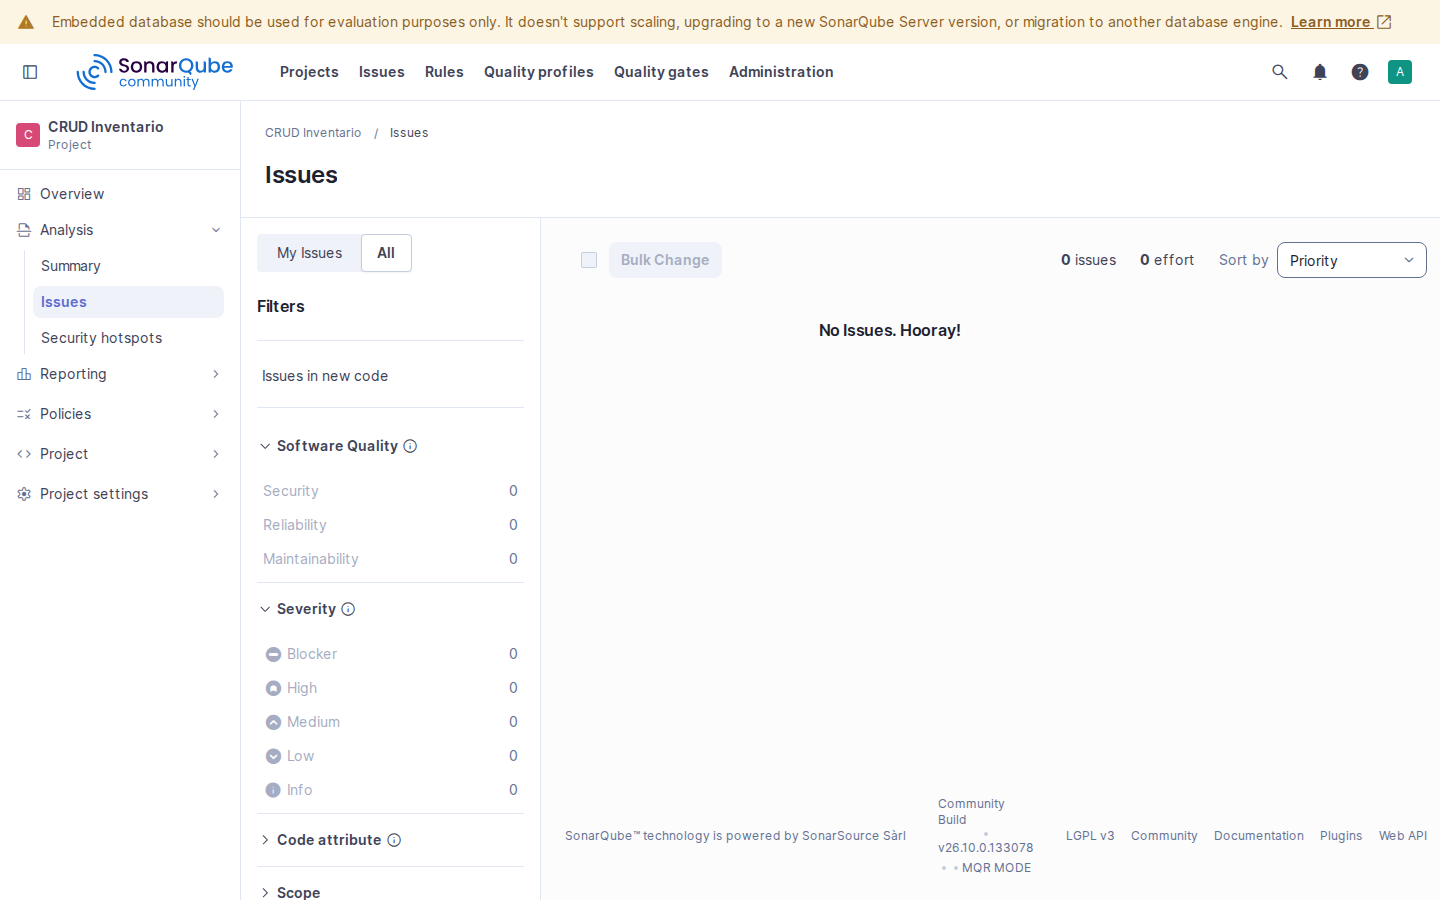 Embedded database should be used for evaluation purposes only. It doesn't support scaling, upgrading to a new SonarQube Server version, or migration to another database engine. Learn more
SonarQube community
Projects Issues Rules Quality profiles Quality gates Administration
A
C
CRUD Inventario
Project
Overview
Analysis
Summary
Issues
Security hotspots
Reporting
Policies
Project
Project settings
CRUD Inventario / Issues
Issues
My Issues All
Filters
Issues in new code
Software Quality
Security 0
Reliability 0
Maintainability 0
Severity
Blocker 0
High 0
Medium 0
Low 0
Info 0
Code attribute
Scope
Bulk Change
0 issues 0 effort Sort by Priority
No Issues. Hooray!
SonarQube™ technology is powered by SonarSource Sàrl
Community
Build
v26.10.0.133078
MQR MODE
LGPL v3 Community Documentation Plugins Web API